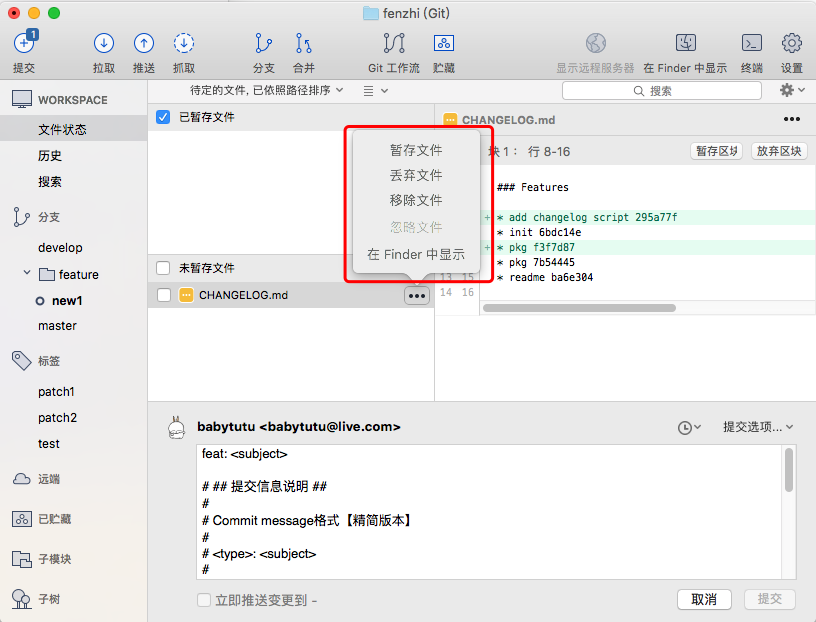 fenzhi (Git)
1
提交
拉取
推送
抓取
分支
合并
Git 工作流
贮藏
显示远程服务器
在 Finder 中显示
终端
设置
待定的文件, 已依照路径排序
搜索
WORKSPACE
文件状态
历史
搜索
分支
develop
feature
new1
master
标签
patch1
patch2
test
远端
已贮藏
子模块
子树
已暂存文件
未暂存文件
CHANGELOG.md
暂存文件
丢弃文件
移除文件
忽略文件
在 Finder 中显示
CHANGELOG.md
块 1： 行 8-16
暂存区块
放弃区块
### Features
+ * add changelog script 295a77f
* init 6bdc14e
+ * pkg f3f7d87
* pkg 7b54445
13 15 * readme ba6e304
14 16
babytutu <babytutu@live.com>
提交选项...
feat: <subject>
# ## 提交信息说明 ##
#
# Commit message格式【精简版本】
#
# <type>: <subject>
#
立即推送变更到 -
取消
提交